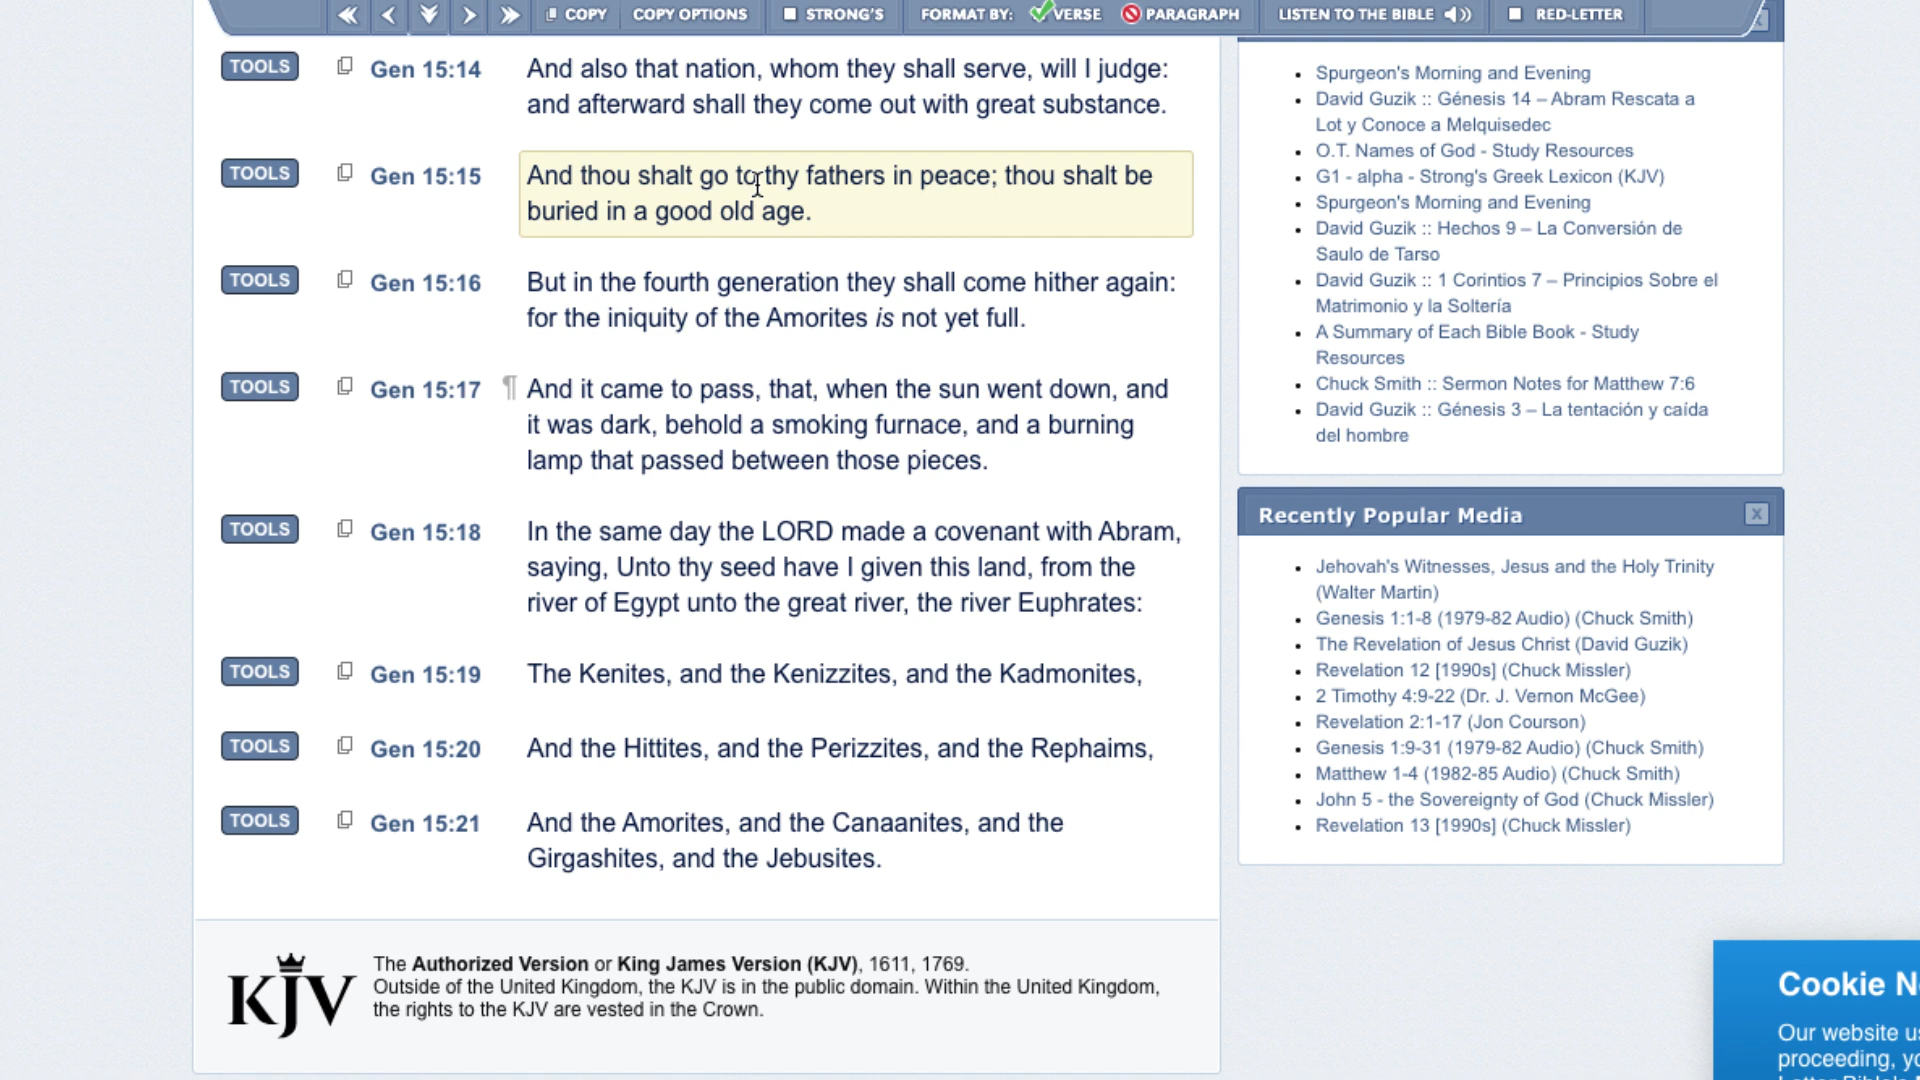 COPY COPY OPTIONS STRONG'S FORMAT BY: VERSE PARAGRAPH LISTEN TO THE BIBLE RED-LETTER
TOOLS Gen 15:14 And also that nation, whom they shall serve, will I judge:
and afterward shall they come out with great substance.
TOOLS Gen 15:15 And thou shalt go to thy fathers in peace; thou shalt be
buried in a good old age.
TOOLS Gen 15:16 But in the fourth generation they shall come hither again:
for the iniquity of the Amorites is not yet full.
TOOLS Gen 15:17 ¶ And it came to pass, that, when the sun went down, and
it was dark, behold a smoking furnace, and a burning
lamp that passed between those pieces.
TOOLS Gen 15:18 In the same day the LORD made a covenant with Abram,
saying, Unto thy seed have I given this land, from the
river of Egypt unto the great river, the river Euphrates:
TOOLS Gen 15:19 The Kenites, and the Kenizzites, and the Kadmonites,
TOOLS Gen 15:20 And the Hittites, and the Perizzites, and the Rephaims,
TOOLS Gen 15:21 And the Amorites, and the Canaanites, and the
Girgashites, and the Jebusites.
KJV
The Authorized Version or King James Version (KJV), 1611, 1769.
Outside of the United Kingdom, the KJV is in the public domain. Within the United Kingdom,
the rights to the KJV are vested in the Crown.
Spurgeon's Morning and Evening
David Guzik :: Génesis 14 – Abram Rescata a
Lot y Conoce a Melquisedec
O.T. Names of God - Study Resources
G1 - alpha - Strong's Greek Lexicon (KJV)
Spurgeon's Morning and Evening
David Guzik :: Hechos 9 – La Conversión de
Saulo de Tarso
David Guzik :: 1 Corintios 7 – Principios Sobre el
Matrimonio y la Soltería
A Summary of Each Bible Book - Study
Resources
Chuck Smith :: Sermon Notes for Matthew 7:6
David Guzik :: Génesis 3 – La tentación y caída
del hombre
Recently Popular Media X
Jehovah's Witnesses, Jesus and the Holy Trinity
(Walter Martin)
Genesis 1:1-8 (1979-82 Audio) (Chuck Smith)
The Revelation of Jesus Christ (David Guzik)
Revelation 12 [1990s] (Chuck Missler)
2 Timothy 4:9-22 (Dr. J. Vernon McGee)
Revelation 2:1-17 (Jon Courson)
Genesis 1:9-31 (1979-82 Audio) (Chuck Smith)
Matthew 1-4 (1982-85 Audio) (Chuck Smith)
John 5 - the Sovereignty of God (Chuck Missler)
Revelation 13 [1990s] (Chuck Missler)
Cookie
Our website
proceeding,